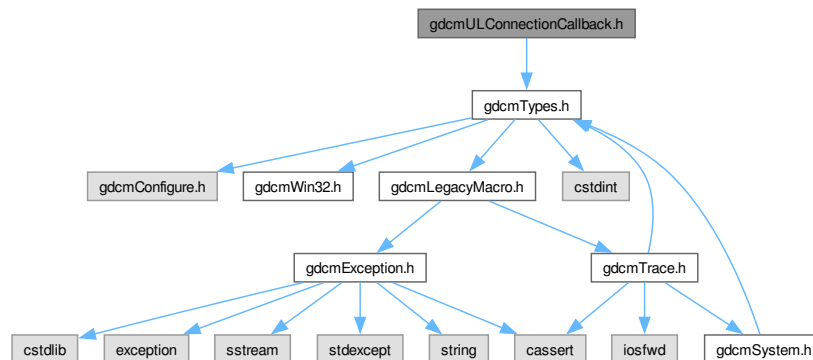 gdcmULConnectionCallback.h
gdcmTypes.h
gdcmConfigure.h
gdcmWin32.h
gdcmLegacyMacro.h
cstdint
gdcmException.h
gdcmTrace.h
cstdlib
exception
sstream
stdexcept
string
cassert
iosfwd
gdcmSystem.h